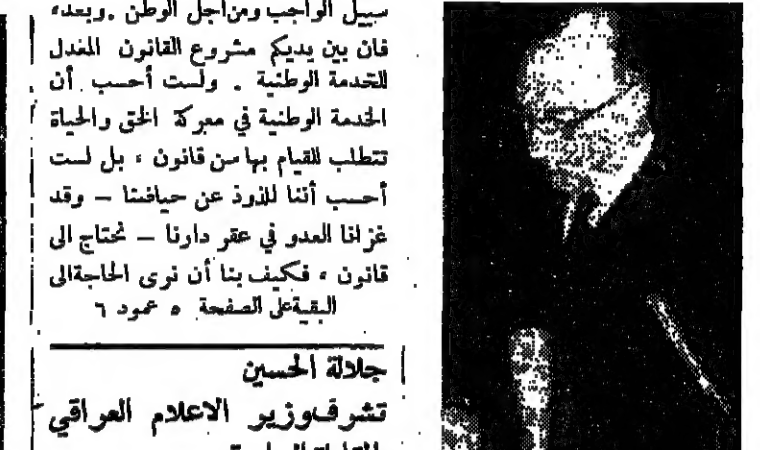 سبيل الواجب ومن اجل الوطن . وبعد ،
فان بين يديكم مشروع القانون المعدل
للخدمة الوطنية . ولست أحسب أن
الخدمة الوطنية في معركة الحق والحياة
تتطلب للقيام بها من قانون ، بل لست
أحسب أننا للذود عن حياضنا – وقد
غزانا العدو في عقر دارنا – نحتاج الى
قانون ، فكيف بنا أن نرى الحاجة الى
البقية على الصفحة ٥ عمود ٦
جلالة الحسين
تشرف وزير الاعلام العراقي